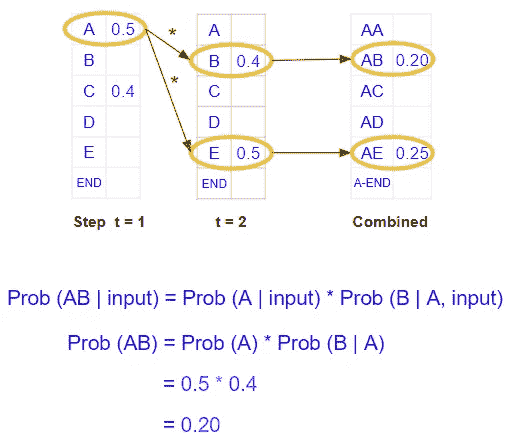 A 0.5 * A AA
B B 0.4 AB 0.20
C 0.4 * C AC
D D AD
E E 0.5 AE 0.25
END END A-END
Step t = 1 t = 2 Combined
Prob (AB | input) = Prob (A | input) * Prob (B | A, input)
Prob (AB) = Prob (A) * Prob (B | A)
= 0.5 * 0.4
= 0.20